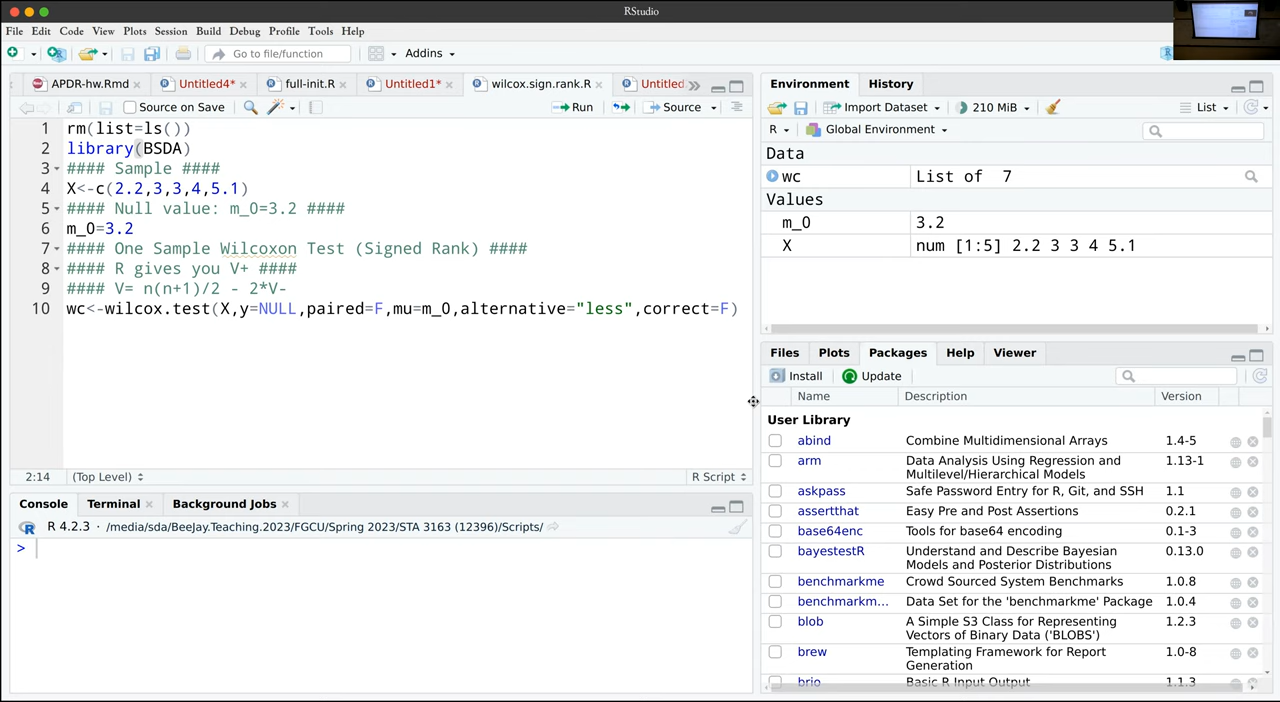 RStudio
File Edit Code View Plots Session Build Debug Profile Tools Help
Go to file/function Addins
APDR-hw.Rmd Untitled4* full-init.R Untitled1* wilcox.sign.rank.R Untitled
Source on Save Run Source
1 rm(list=ls())
2 library(BSDA)
3 #### Sample ####
4 X<-c(2.2,3,3,4,5.1)
5 #### Null value: m_0=3.2 ####
6 m_0=3.2
7 #### One Sample Wilcoxon Test (Signed Rank) ####
8 #### R gives you V+ ####
9 #### V= n(n+1)/2 - 2*V-
10 wc<-wilcox.test(X,y=NULL,paired=F,mu=m_0,alternative="less",correct=F)
2:14 (Top Level) R Script
Console Terminal Background Jobs
R 4.2.3 · /media/sda/BeeJay.Teaching.2023/FGCU/Spring 2023/STA 3163 (12396)/Scripts/
>
Environment History
Import Dataset 210 MiB List
R Global Environment
Data
wc List of 7
Values
m_0 3.2
X num [1:5] 2.2 3 3 4 5.1
Files Plots Packages Help Viewer
Install Update
Name Description Version
User Library
abind Combine Multidimensional Arrays 1.4-5
arm Data Analysis Using Regression and 1.13-1
Multilevel/Hierarchical Models
askpass Safe Password Entry for R, Git, and SSH 1.1
assertthat Easy Pre and Post Assertions 0.2.1
base64enc Tools for base64 encoding 0.1-3
bayestestR Understand and Describe Bayesian 0.13.0
Models and Posterior Distributions
benchmarkme Crowd Sourced System Benchmarks 1.0.8
benchmarkm... Data Set for the 'benchmarkme' Package 1.0.4
blob A Simple S3 Class for Representing 1.2.3
Vectors of Binary Data ('BLOBS')
brew Templating Framework for Report 1.0-8
Generation
brio Basic R Input Output 1.1.3